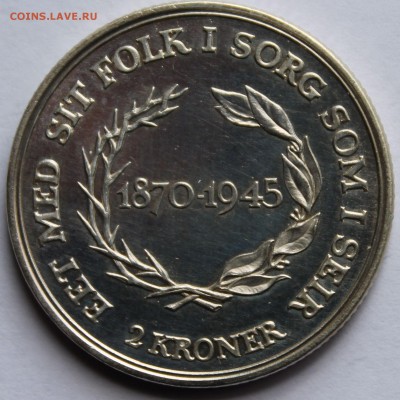 COINS.LAVE.RU
EET MED SIT FOLK I SORG SOM I SEIR
1870-1945
2 KRONER